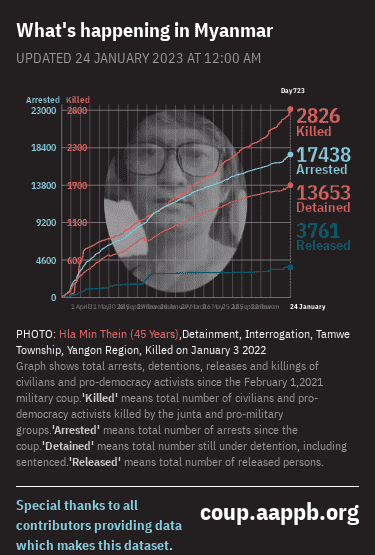 What's happening in Myanmar
UPDATED 24 JANUARY 2023 AT 12:00 AM
Day723
Arrested Killed
23000 2800
2826
Killed
18400 2300
17438
Arrested
13800 1700
13653
Detained
9200 1100
3761
Released
4600 600
0
1 April 31 May
24 January
PHOTO: Hla Min Thein (45 Years),Detainment, Interrogation, Tamwe
Township, Yangon Region, Killed on January 3 2022
Graph shows total arrests, detentions, releases and killings of
civilians and pro-democracy activists since the February 1,2021
military coup.'Killed' means total number of civilians and pro-
democracy activists killed by the junta and pro-military
groups.'Arrested' means total number of arrests since the
coup.'Detained' means total number still under detention, including
sentenced.'Released' means total number of released persons.
Special thanks to all
contributors providing data
which makes this dataset.
coup.aappb.org